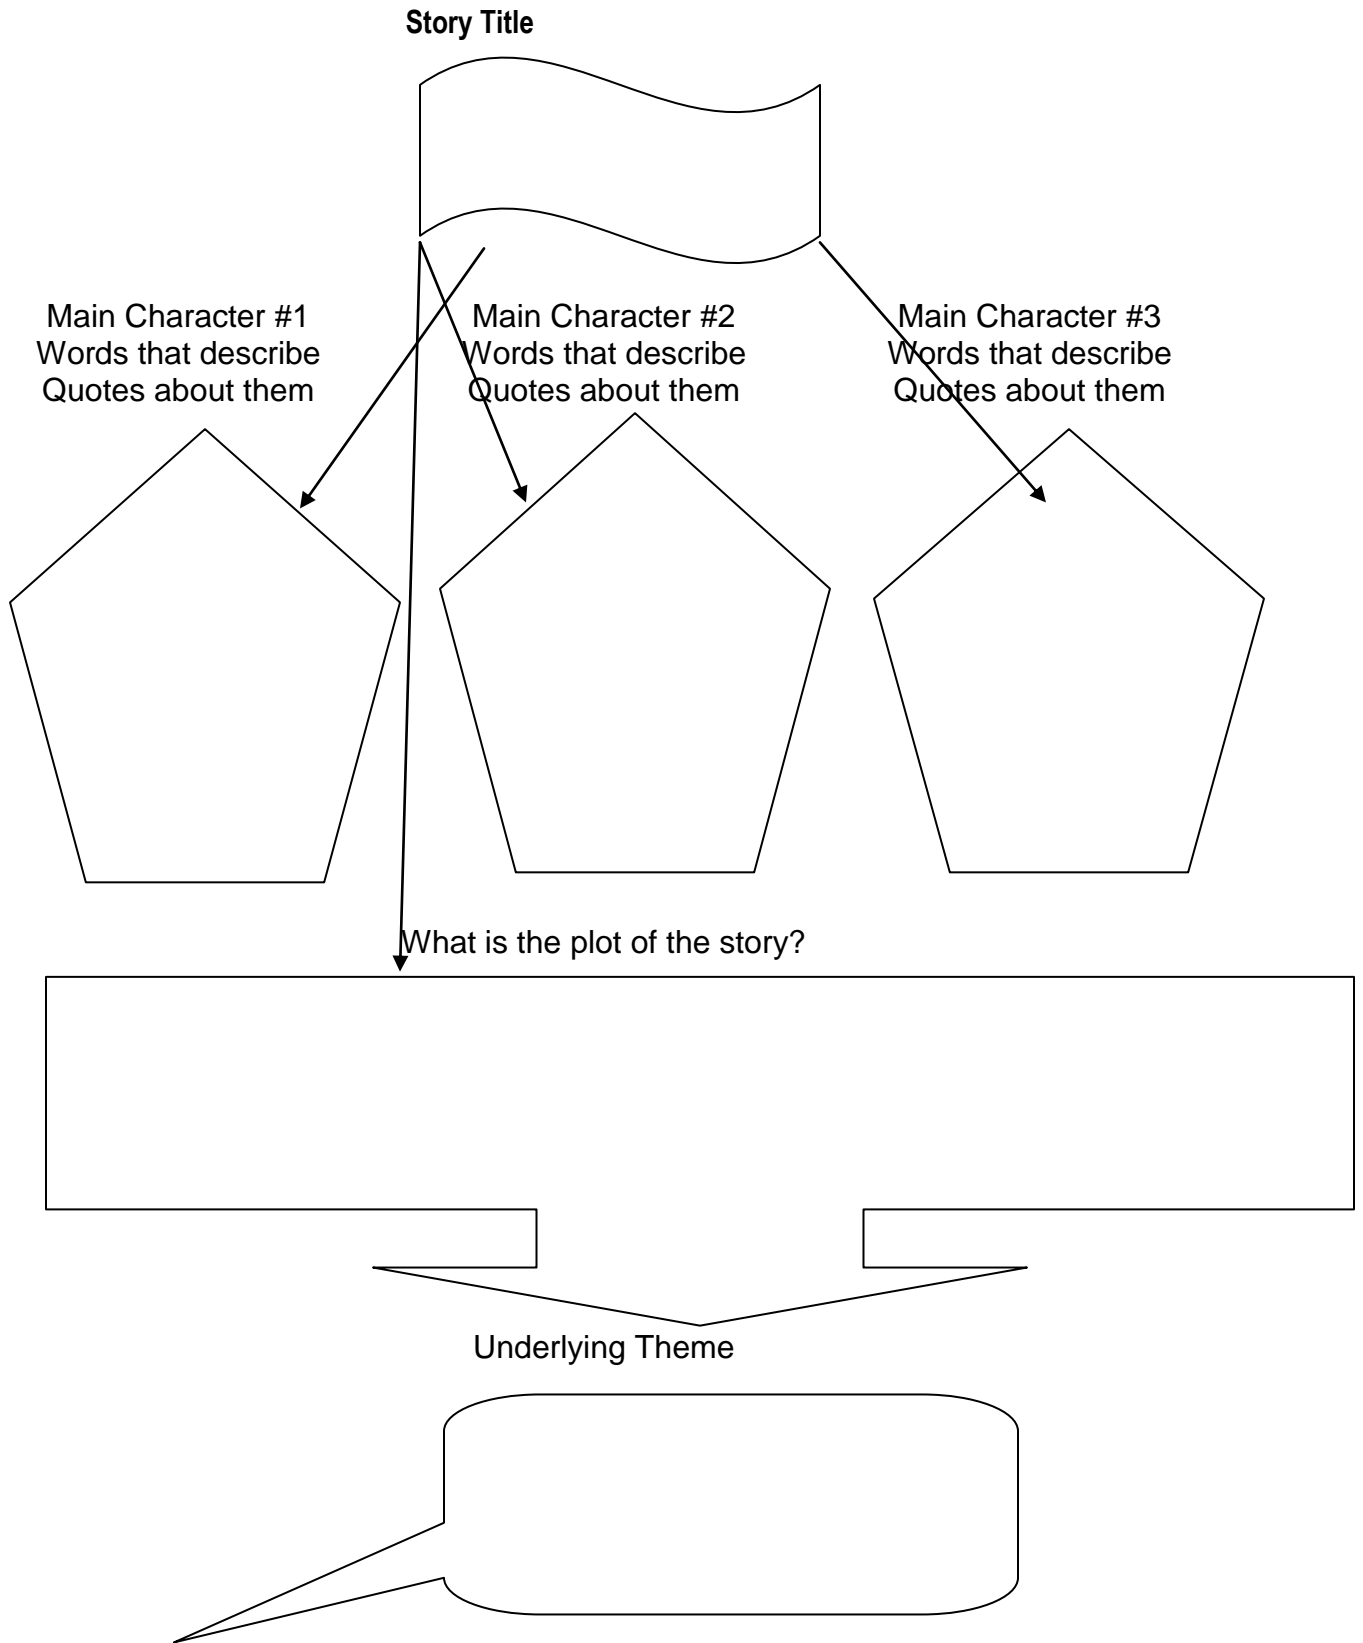 Story Title
Main Character #1
Words that describe
Quotes about them
Main Character #2
Words that describe
Quotes about them
Main Character #3
Words that describe
Quotes about them
What is the plot of the story?
Underlying Theme